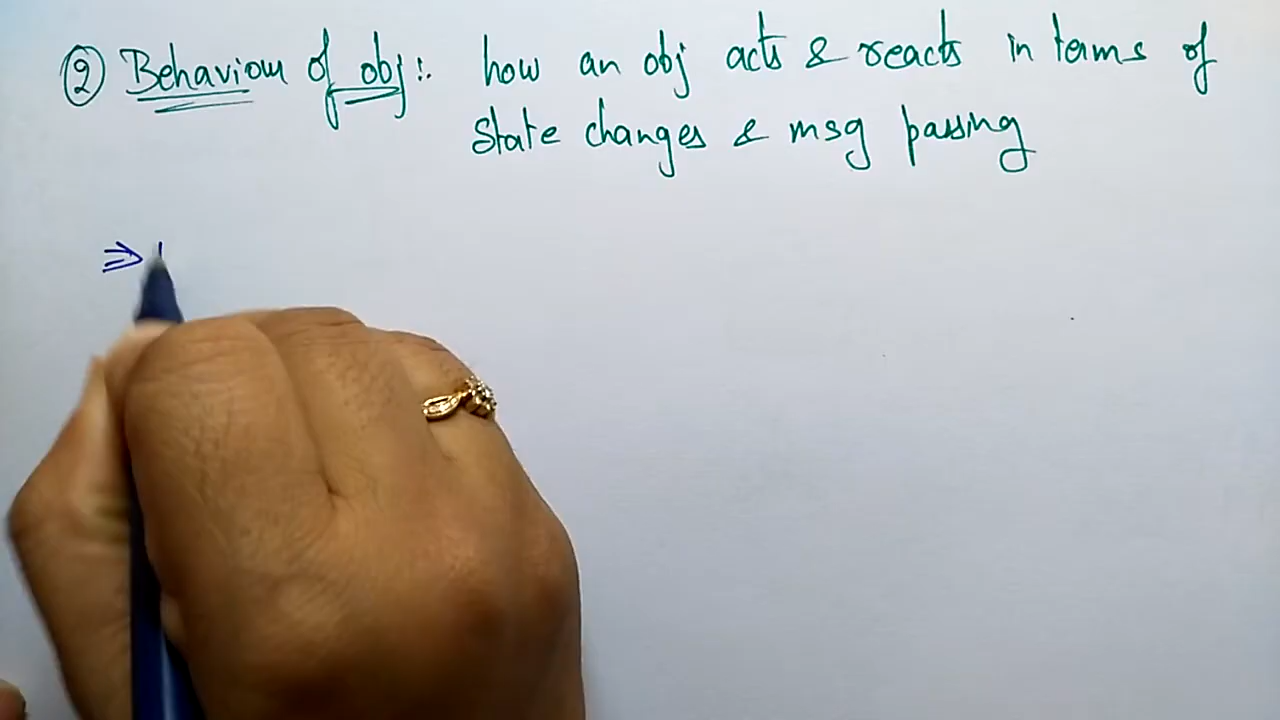 ② Behaviour of obj:. how an obj acts & reacts in terms of
State changes & msg passing
⇒